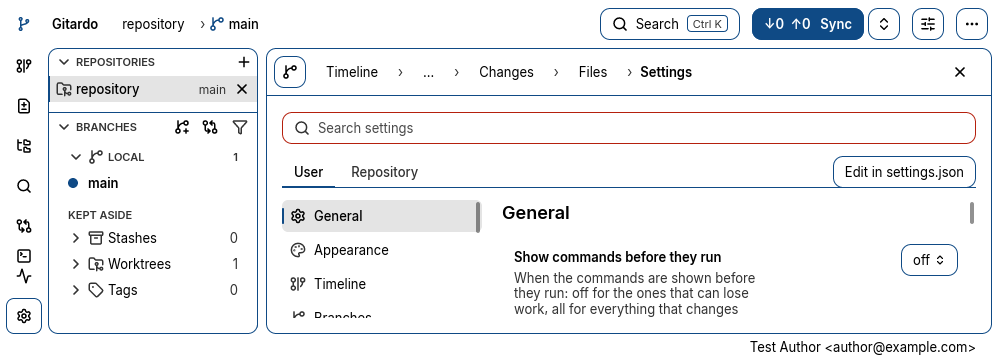 Gitardo repository › main Search Ctrl K ↓0 ↑0 Sync
REPOSITORIES
repository main
BRANCHES
LOCAL 1
main
KEPT ASIDE
Stashes 0
Worktrees 1
Tags 0
Timeline › ... › Changes › Files › Settings
Search settings
User Repository Edit in settings.json
General
Appearance
Timeline
Branches
General
Show commands before they run
off
When the commands are shown before
they run: off for the ones that can lose
work, all for everything that changes
Test Author <author@example.com>